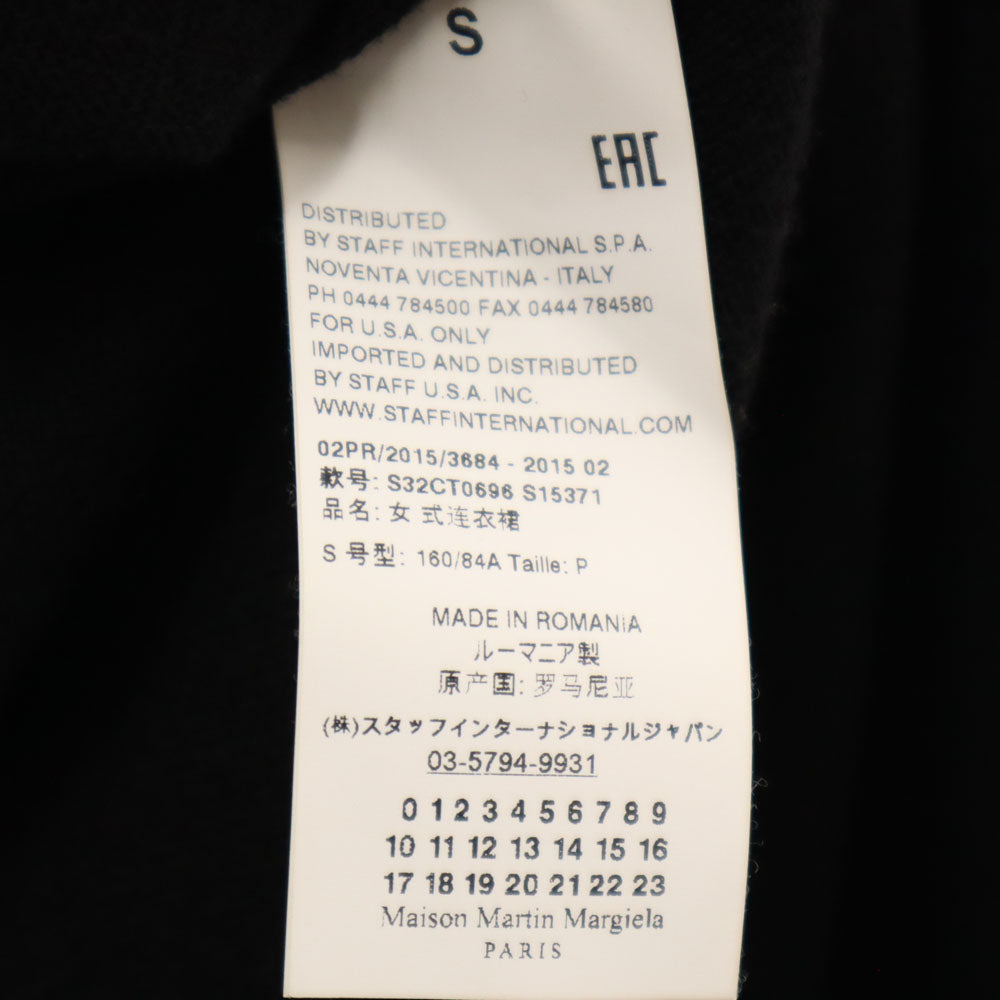 S
EAC
DISTRIBUTED
BY STAFF INTERNATIONAL S.P.A.
NOVENTA VICENTINA - ITALY
PH 0444 784500 FAX 0444 784580
FOR U.S.A. ONLY
IMPORTED AND DISTRIBUTED
BY STAFF U.S.A. INC.
WWW.STAFFINTERNATIONAL.COM
02PR/2015/3684 - 2015 02
款号: S32CT0696 S15371
品名: 女 式连衣裙
S 号型: 160/84A Taille: P
MADE IN ROMANIA
ルーマニア製
原产国: 罗马尼亚
(株)スタッフインターナショナルジャパン
03-5794-9931
0 1 2 3 4 5 6 7 8 9
10 11 12 13 14 15 16
17 18 19 20 21 22 23
Maison Martin Margiela
PARIS